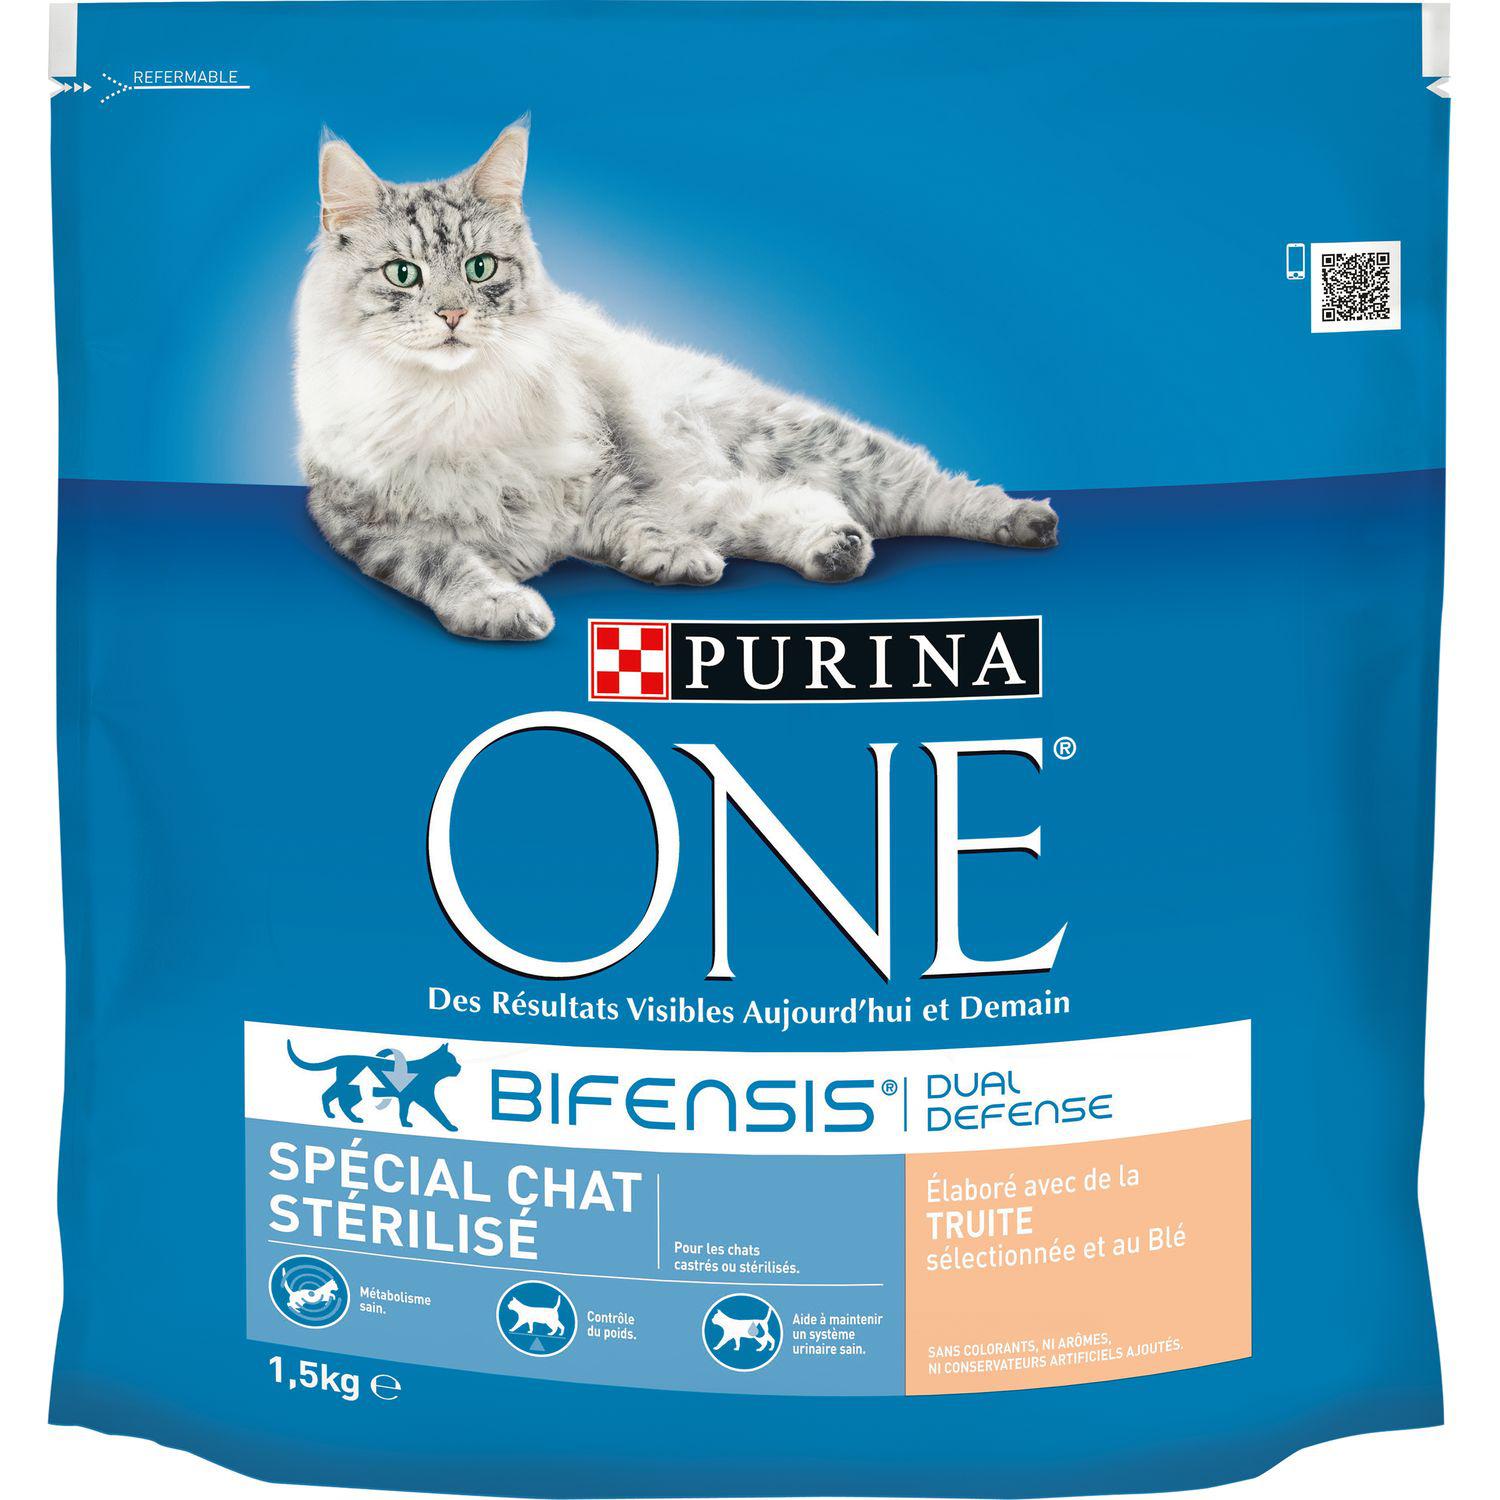 REFERMABLE
PURINA
ONE®
Des Résultats Visibles Aujourd'hui et Demain
BIFENSIS® | DUAL
DEFENSE
SPÉCIAL CHAT
STÉRILISÉ
Pour les chats
castrés ou stérilisés.
Métabolisme
sain.
Contrôle
du poids.
Aide à maintenir
un système
urinaire sain.
Élaboré avec de la
TRUITE
sélectionnée et au Blé
SANS COLORANTS, NI ARÔMES,
NI CONSERVATEURS ARTIFICIELS AJOUTÉS.
1,5kg ℮